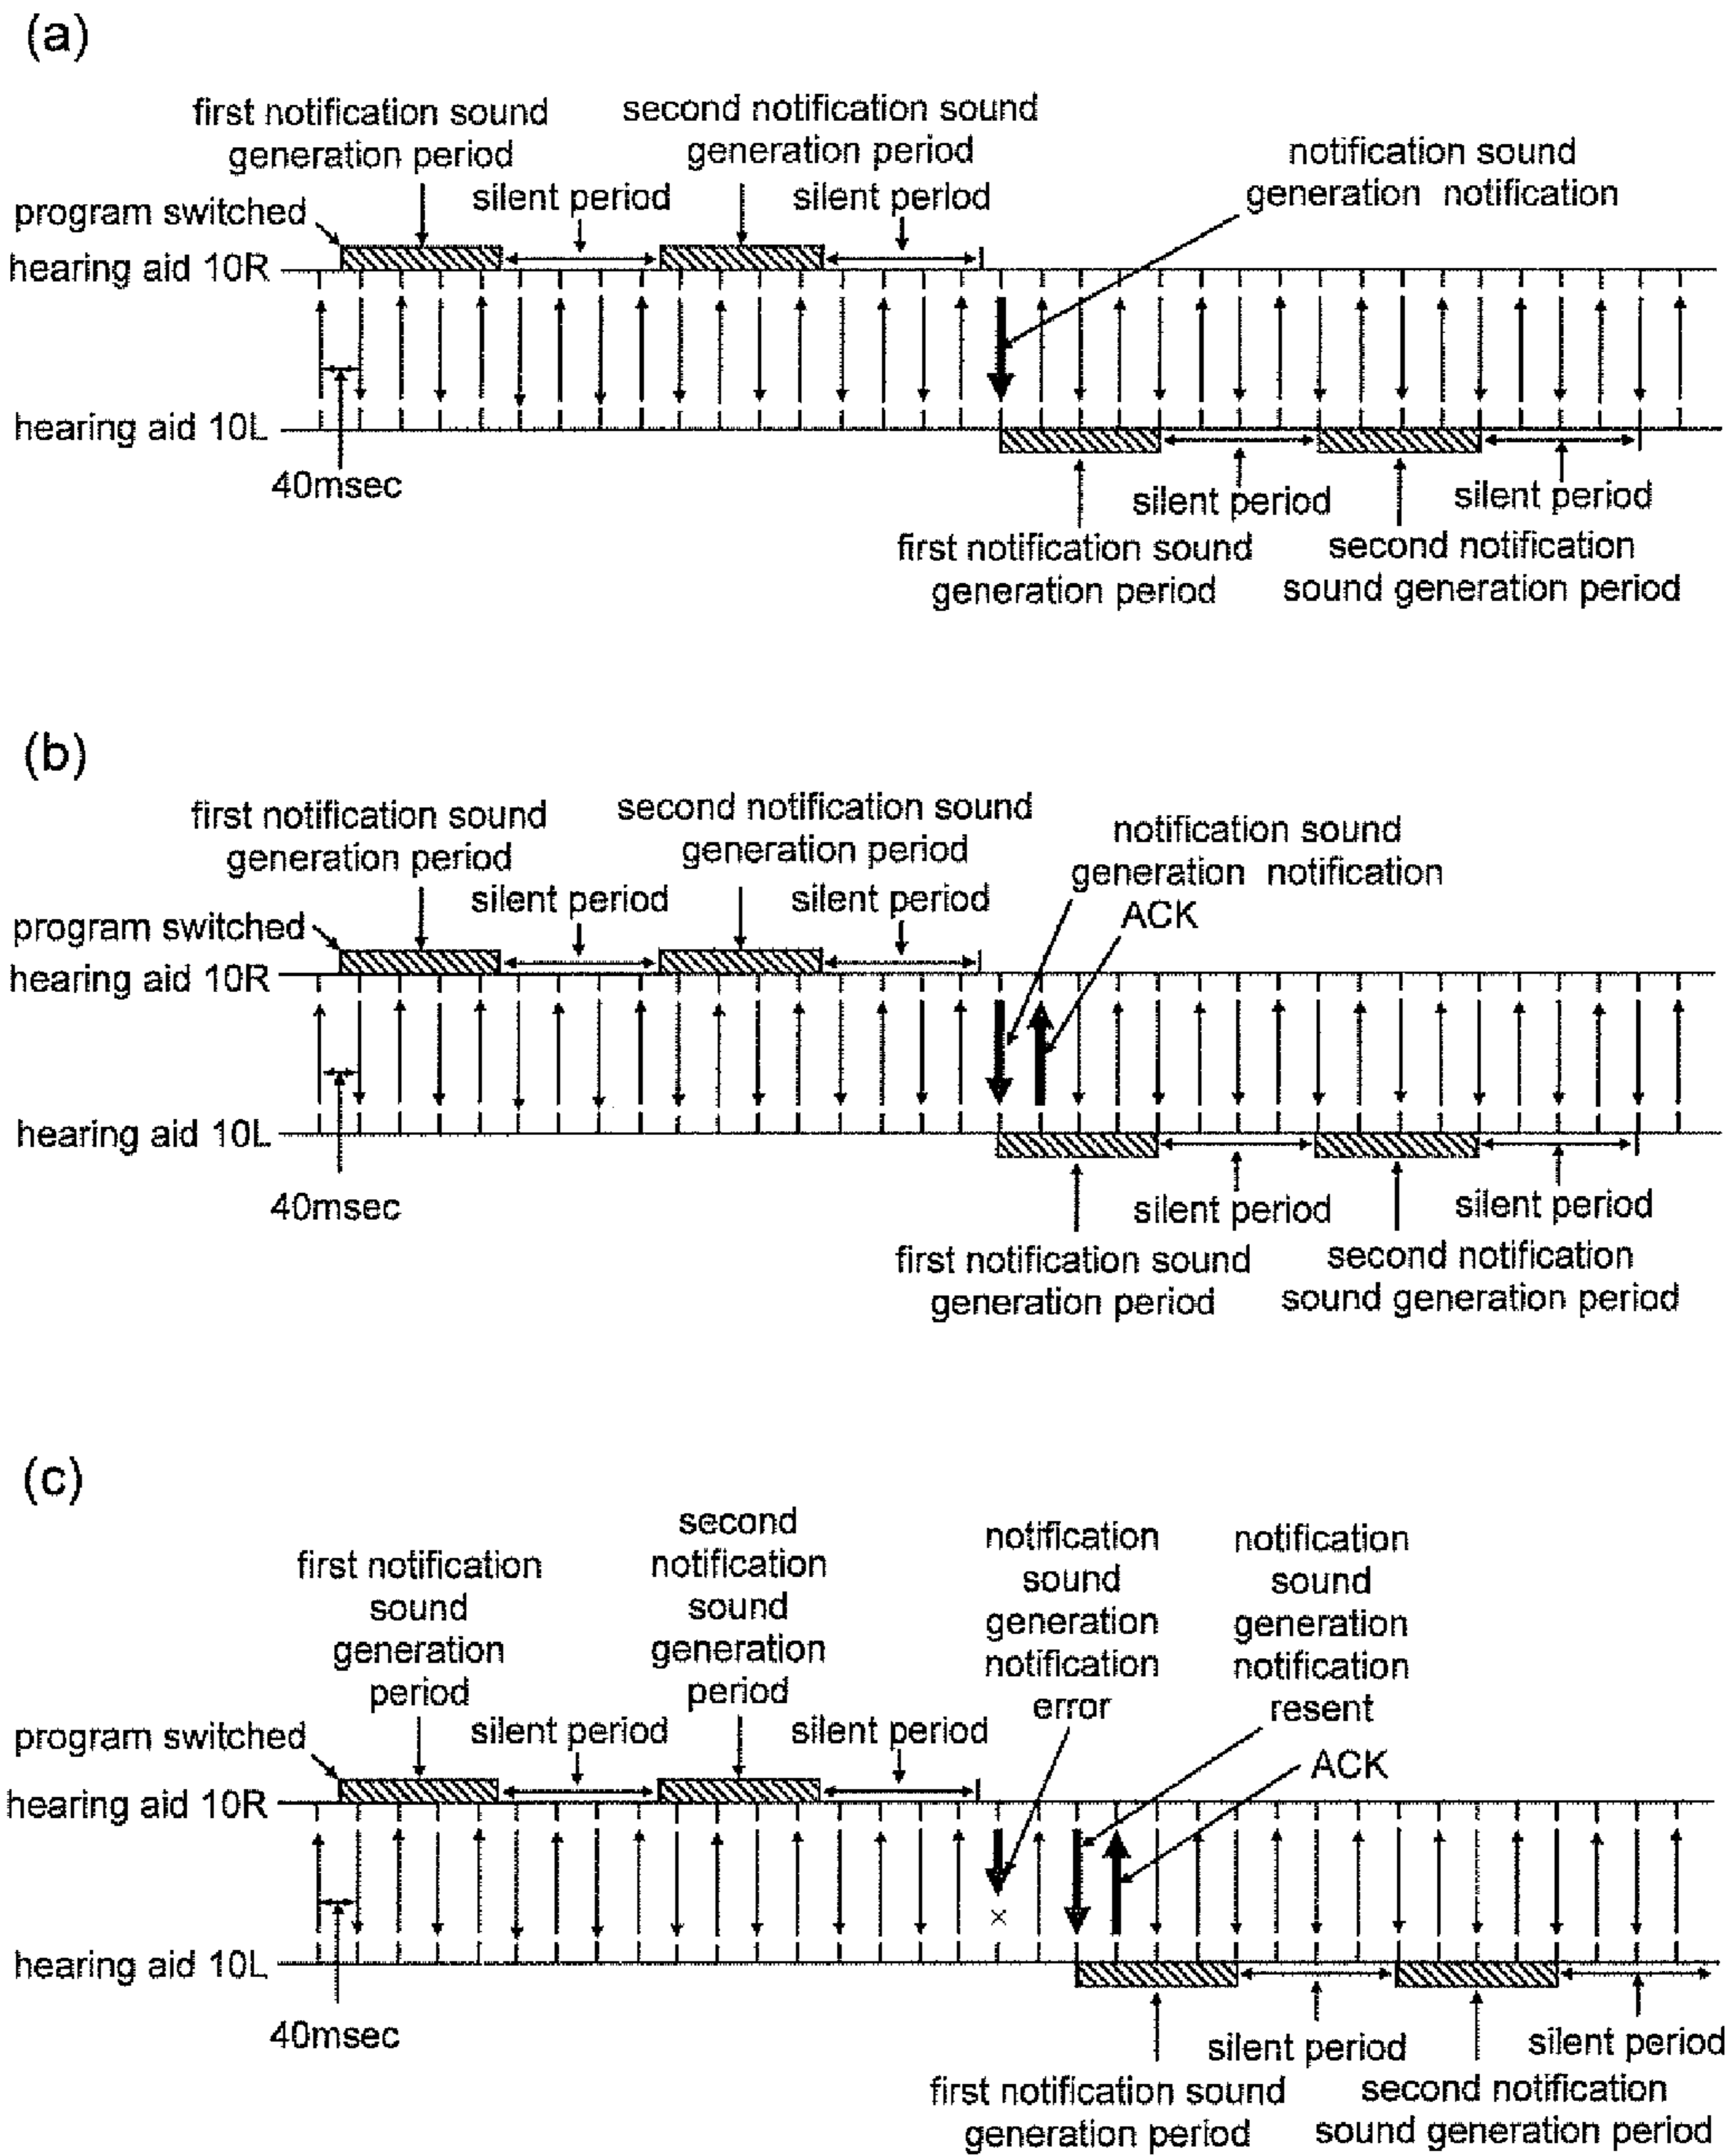 (a)
first notification sound
generation period
second notification sound
generation period
silent period
silent period
notification sound
generation notification
program switched
hearing aid 10R
hearing aid 10L
40msec
silent period
silent period
first notification sound
generation period
second notification
sound generation period
(b)
first notification sound
generation period
second notification sound
generation period
silent period
silent period
notification sound
generation notification
ACK
program switched
hearing aid 10R
hearing aid 10L
40msec
silent period
silent period
first notification sound
generation period
second notification
sound generation period
(c)
first notification
sound
generation
period
second
notification
sound
generation
period
notification
sound
generation
notification
error
notification
sound
generation
notification
resent
silent period
silent period
ACK
program switched
hearing aid 10R
×
hearing aid 10L
40msec
silent period
silent period
first notification sound
generation period
second notification
sound generation period